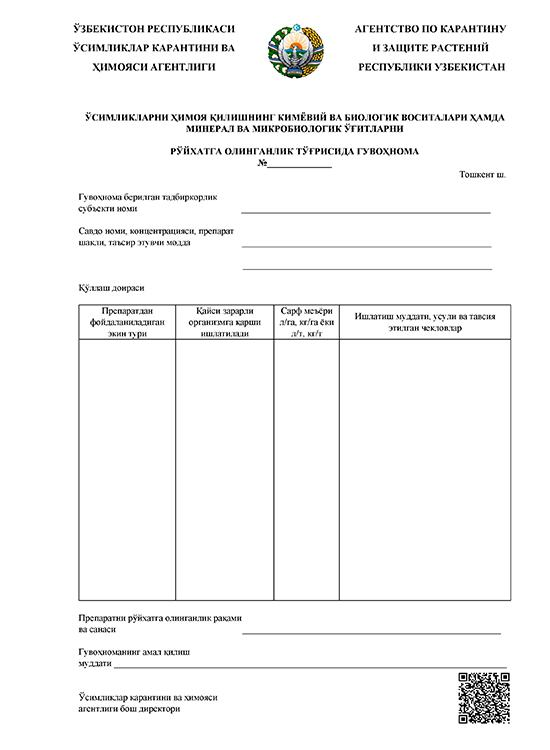 ЎЗБЕКИСТОН РЕСПУБЛИКАСИ
ЎСИМЛИКЛАР КАРАНТИНИ ВА
ҲИМОЯСИ АГЕНТЛИГИ
АГЕНТСТВО ПО КАРАНТИНУ
И ЗАЩИТЕ РАСТЕНИЙ
РЕСПУБЛИКИ УЗБЕКИСТАН
ЎСИМЛИКЛАРНИ ҲИМОЯ ҚИЛИШНИНГ КИМЁВИЙ ВА БИОЛОГИК ВОСИТАЛАРИ ҲАМДА
МИНЕРАЛ ВА МИКРОБИОЛОГИК ЎҒИТЛАРНИ
РЎЙХАТГА ОЛИНГАНЛИК ТЎҒРИСИДА ГУВОҲНОМА
№______________
Тошкент ш.
Гувоҳнома берилган тадбиркорлик
субъекти номи
Савдо номи, концентрацияси, препарат
шакли, таъсир этувчи модда
Қўллаш доираси
Препаратдан
фойдаланиладиган
экин тури
Қайси зарарли
организмга қарши
ишлатилади
Сарф меъёри
л/га, кг/га ёки
л/т, кг/т
Ишлатиш муддати, усули ва тавсия
этилган чекловлар
Препаратни рўйхатга олинганлик рақами
ва санаси
Гувоҳноманинг амал қилиш
муддати
Ўсимликлар карантини ва ҳимояси
агентлиги бош директори